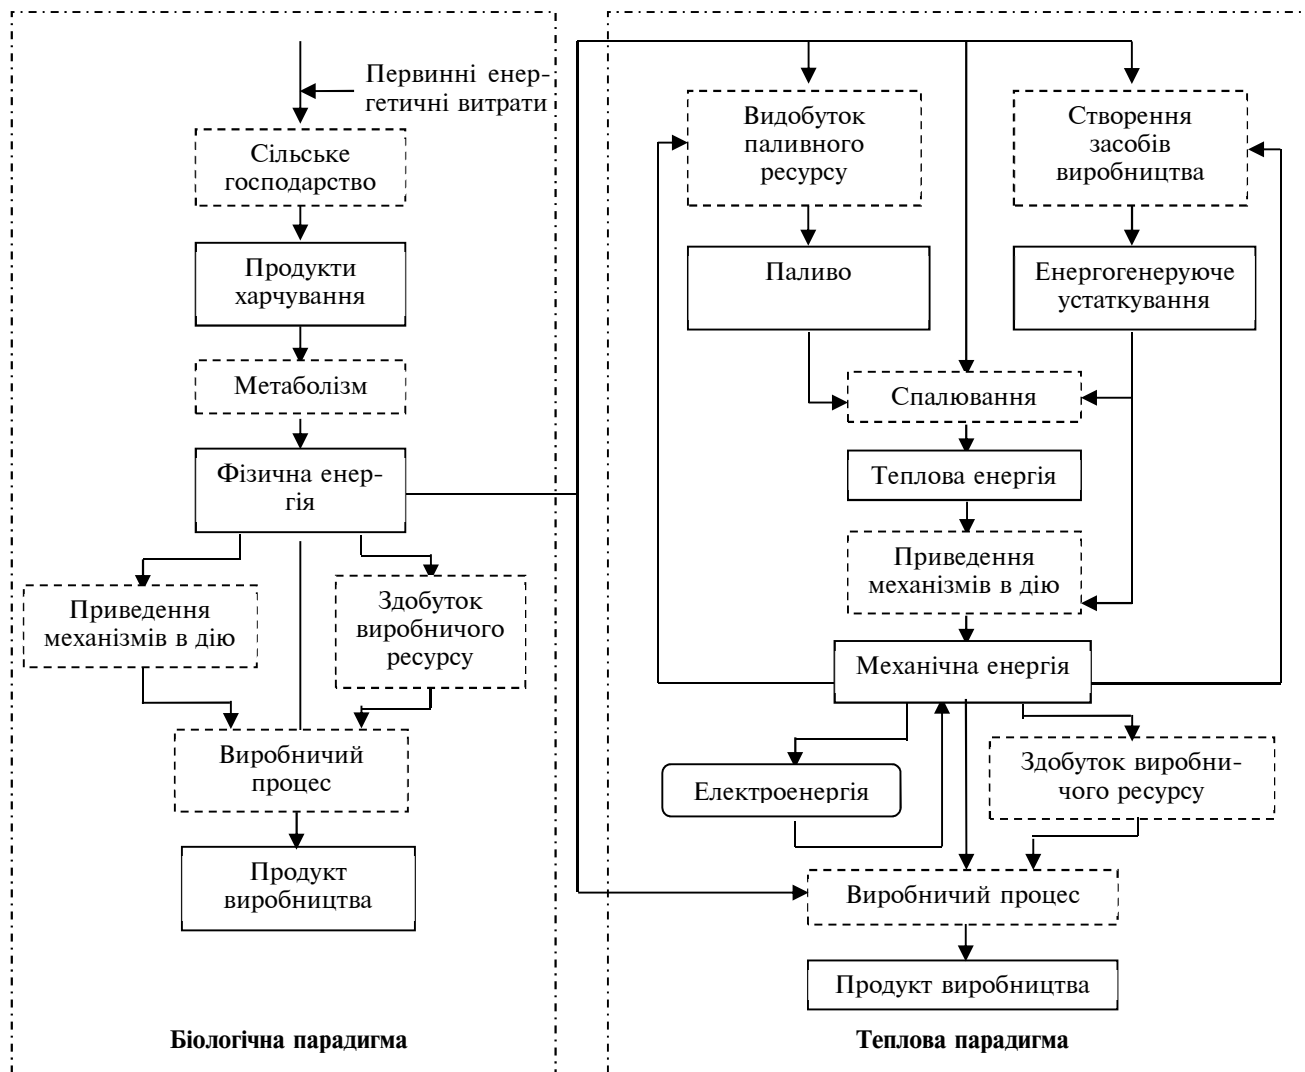 Первинні енер-
гетичні витрати
Сільське
господарство
Продукти
харчування
Метаболізм
Фізична енер-
гія
Приведення
механізмів в дію
Здобуток
виробничого
ресурсу
Виробничий
процес
Продукт
виробництва
Біологічна парадигма
Видобуток
паливного
ресурсу
Створення
засобів
виробництва
Паливо
Енергогенеруюче
устаткування
Спалювання
Теплова енергія
Приведення
механізмів в дію
Механічна енергія
Електроенергія
Здобуток виробни-
чого ресурсу
Виробничий процес
Продукт виробництва
Теплова парадигма